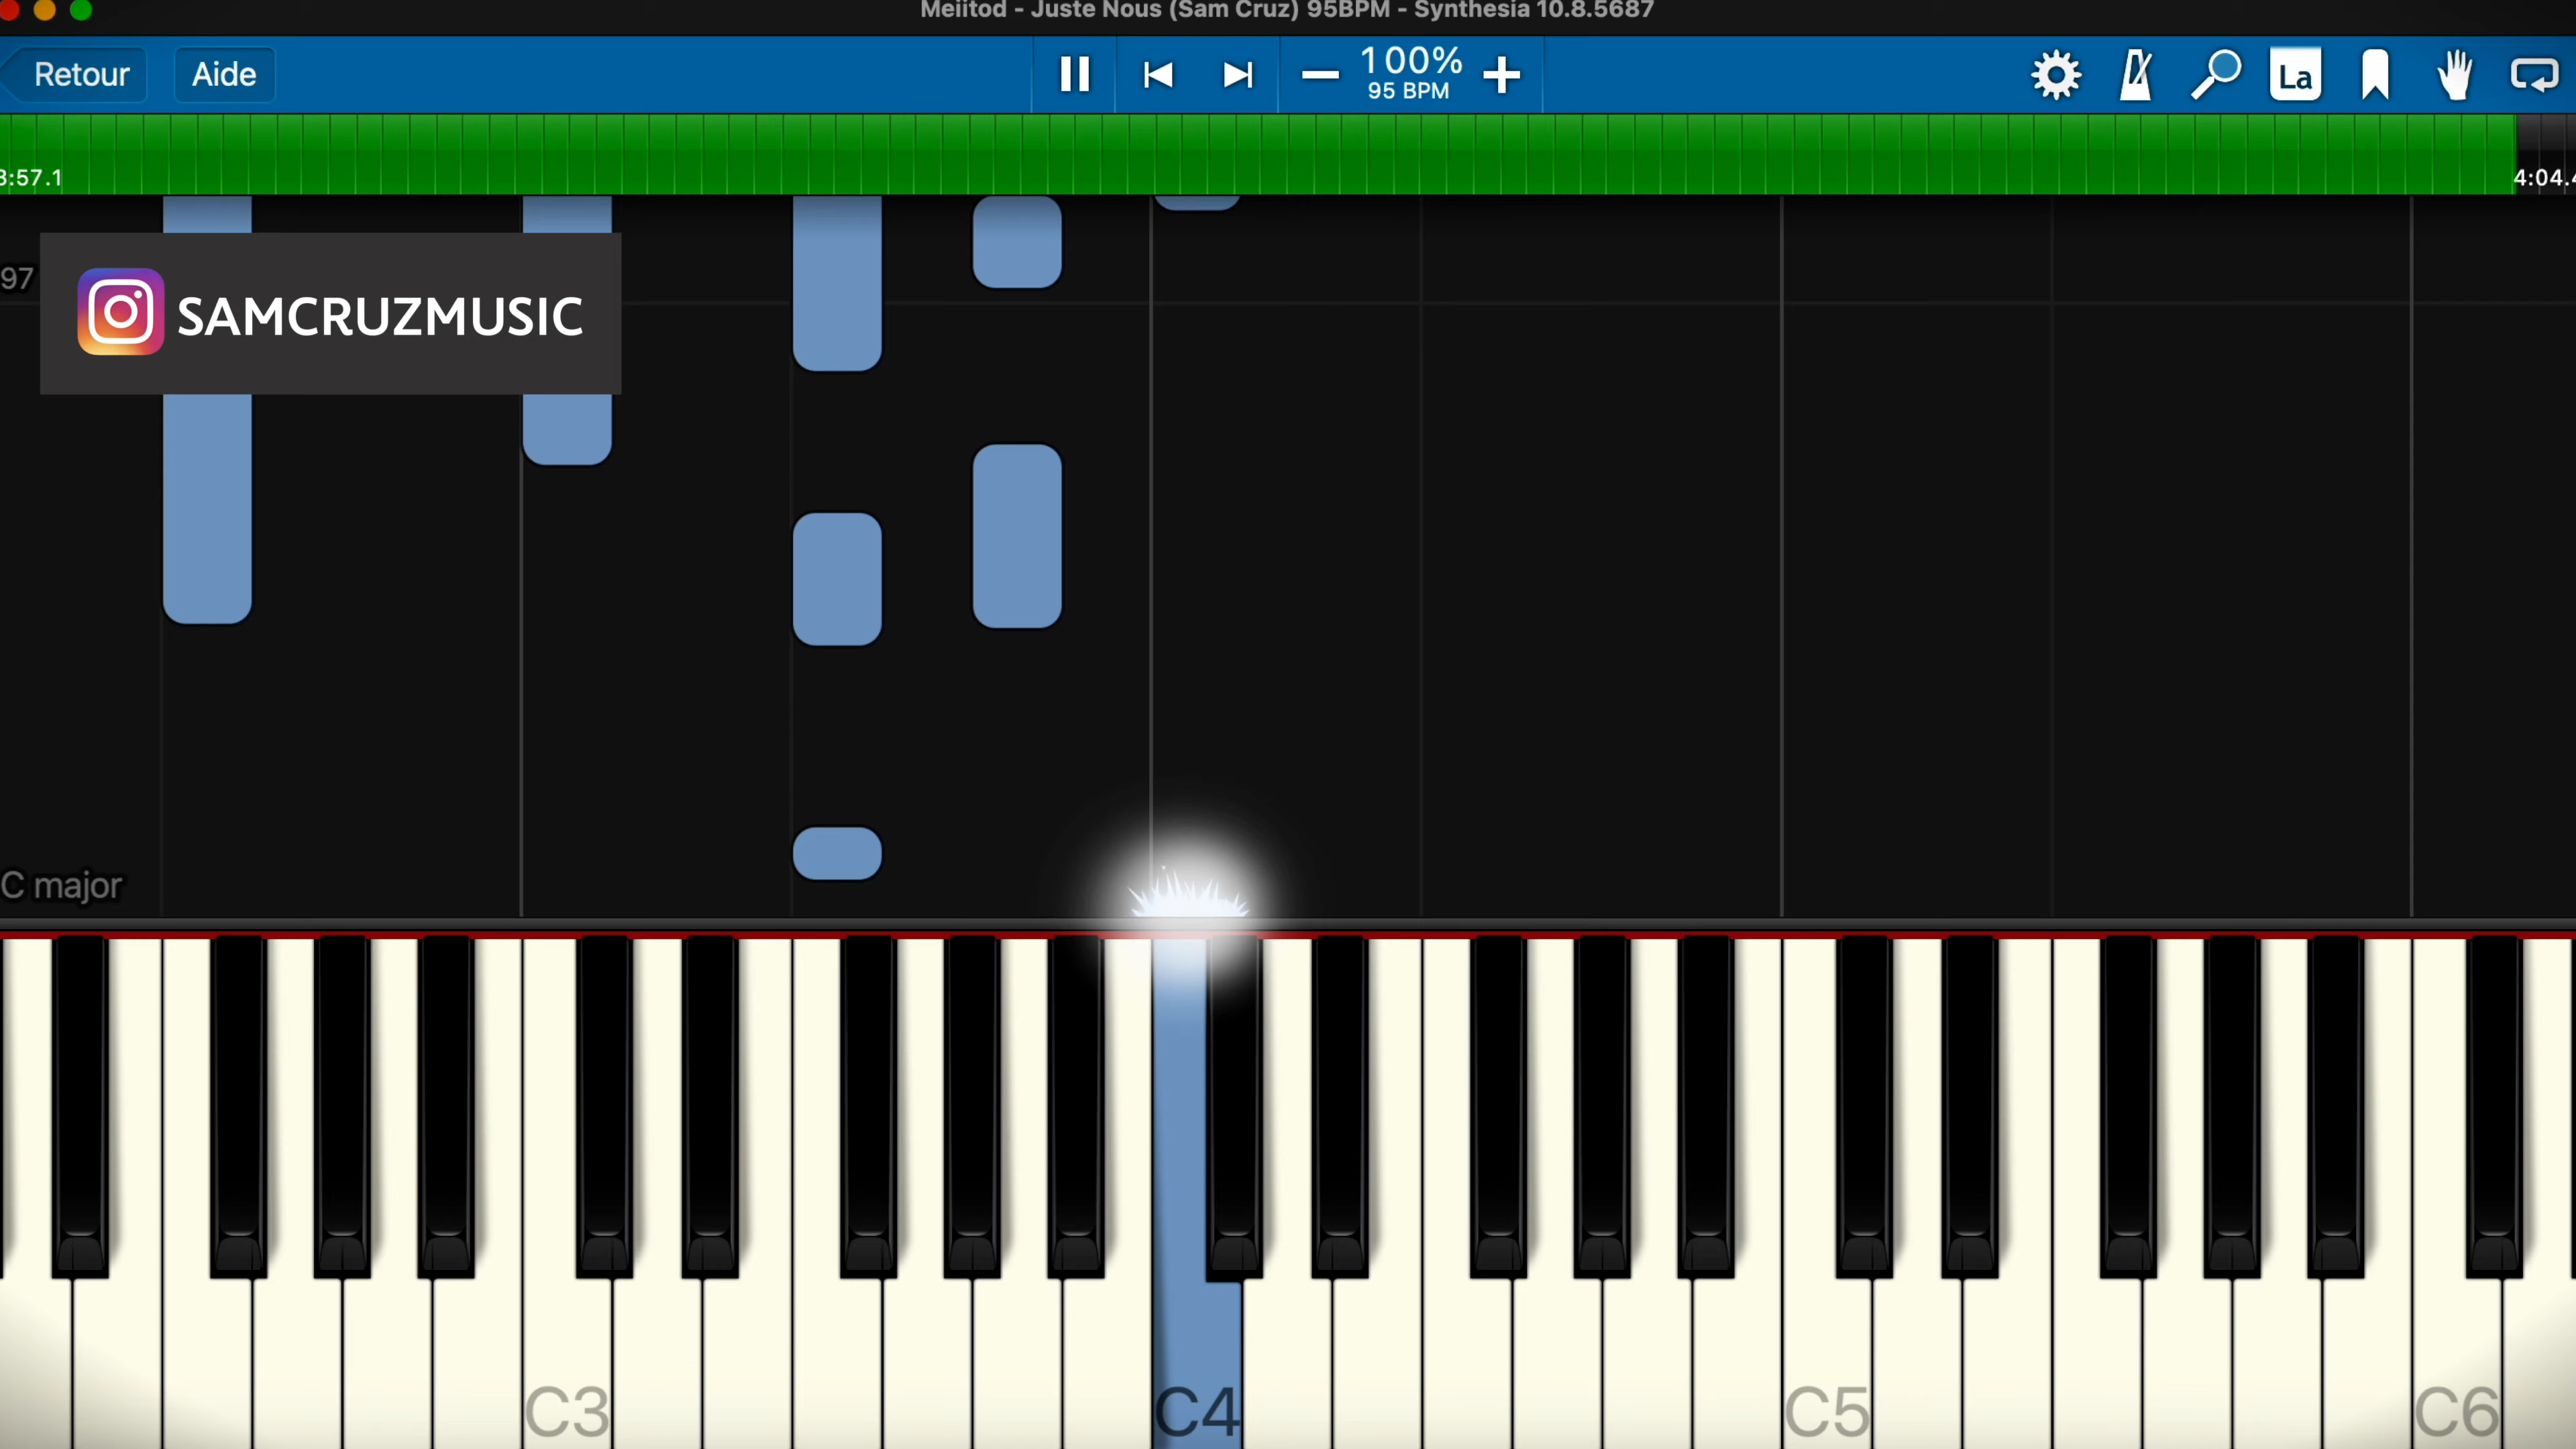 Meiitod - Juste Nous (Sam Cruz) 95BPM - Synthesia 10.8.5687
Retour
Aide
100%
95 BPM
La
3:57.1
4:04.4
97
SAMCRUZMUSIC
C major
C3
C4
C5
C6